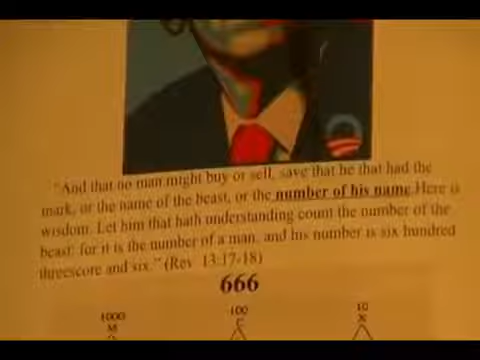 "And that no man might buy or sell, save that he that had the
mark, or the name of the beast, or the number of his name Here is
wisdom. Let him that hath understanding count the number of the
beast: for it is the number of a man, and his number is six hundred
threescore and six." (Rev 13:17-18)
666
1000 100 10
M C X